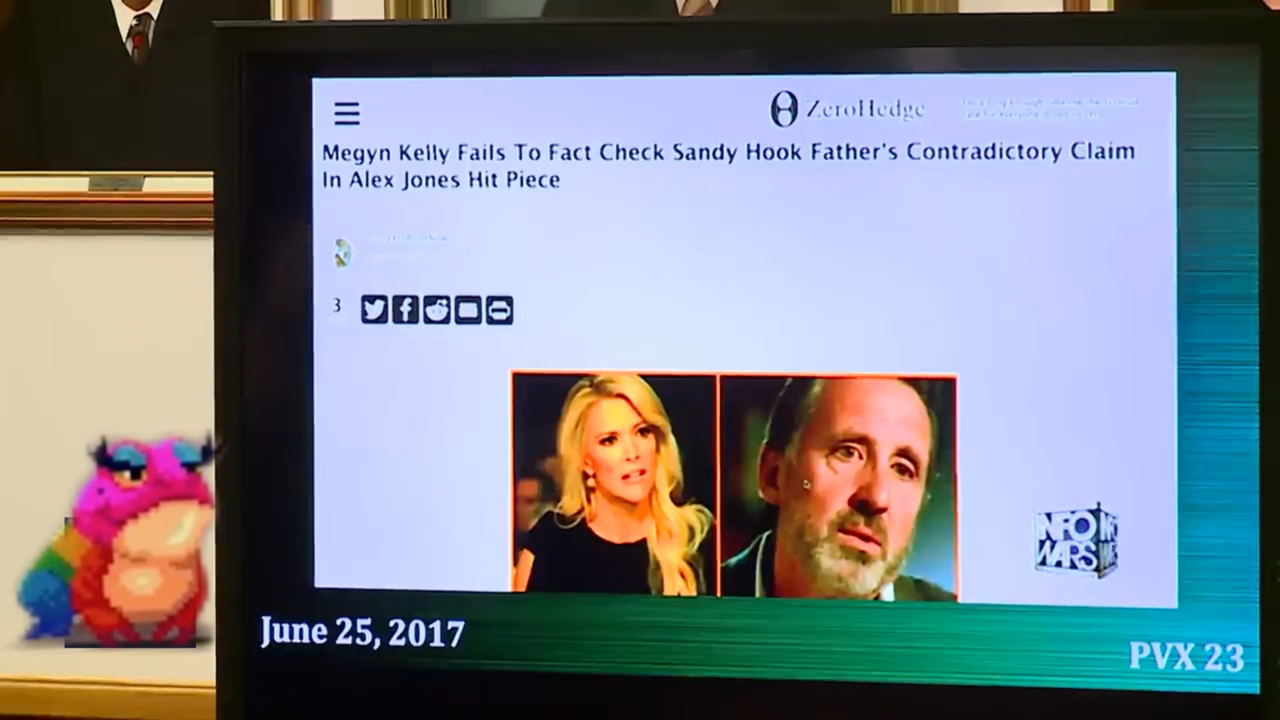 ZeroHedge
Megyn Kelly Fails To Fact Check Sandy Hook Father's Contradictory Claim
In Alex Jones Hit Piece
3
INFO
WARS
June 25, 2017
PVX 23